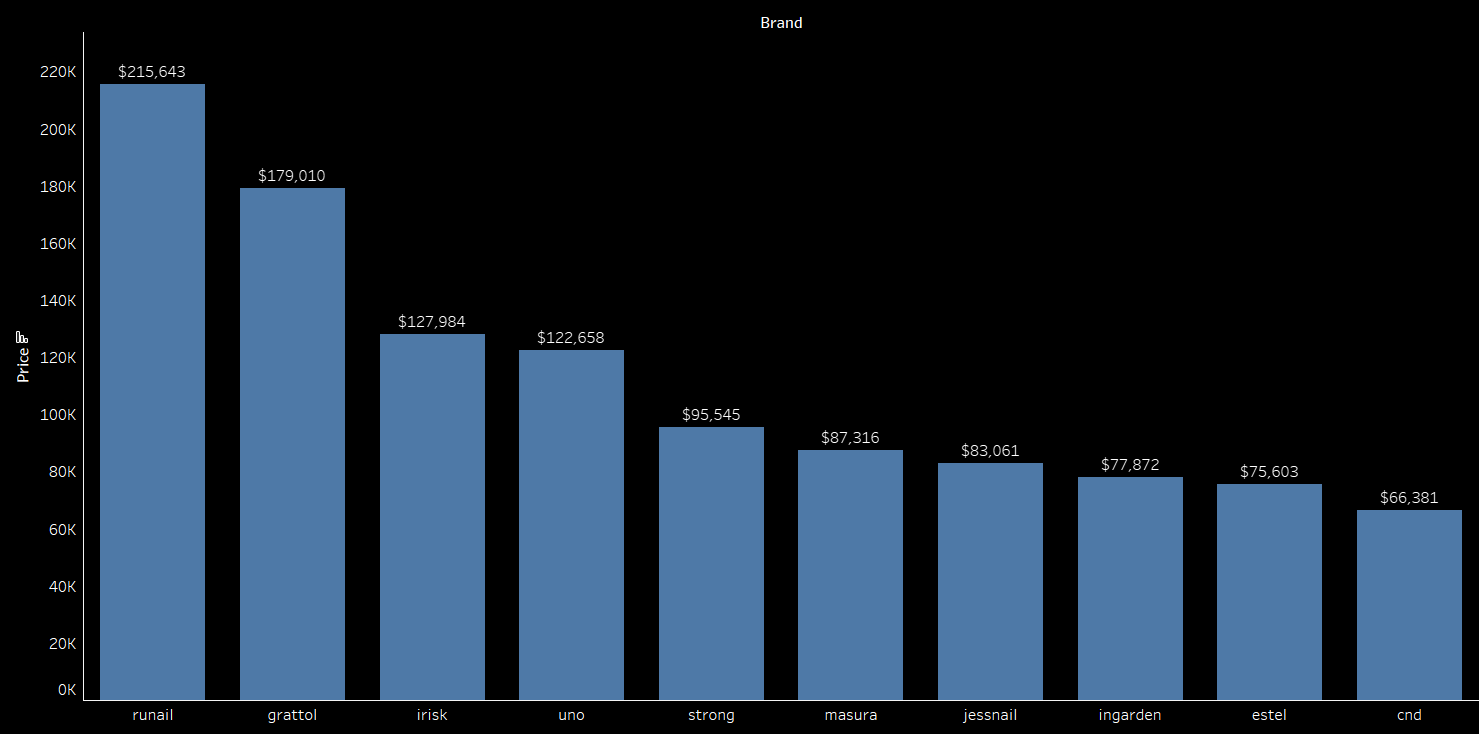 Brand
220K
200K
180K
160K
140K
120K
100K
80K
60K
40K
20K
0K
Price
$215,643
$179,010
$127,984
$122,658
$95,545
$87,316
$83,061
$77,872
$75,603
$66,381
runail
grattol
irisk
uno
strong
masura
jessnail
ingarden
estel
cnd